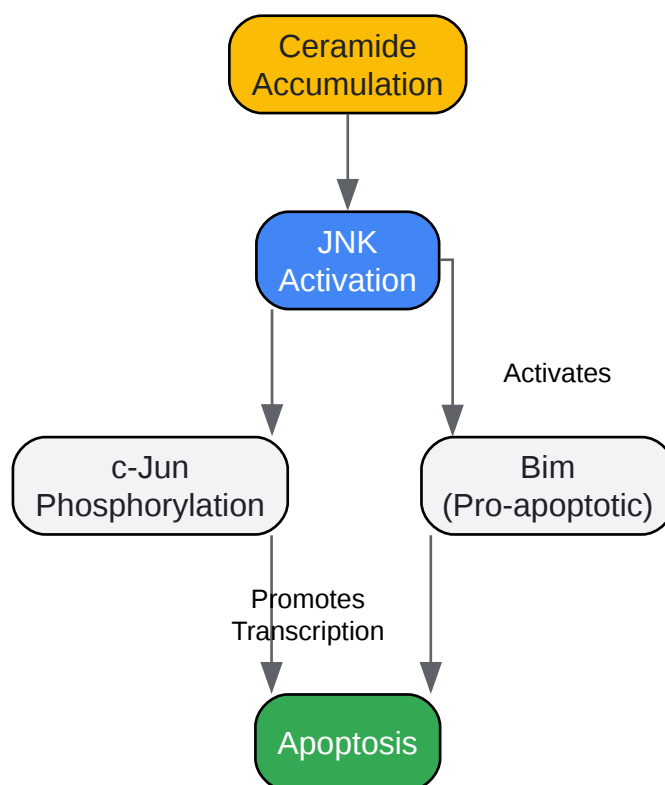 Ceramide
Accumulation
JNK
Activation
Activates
c-Jun
Phosphorylation
Bim
(Pro-apoptotic)
Promotes
Transcription
Apoptosis